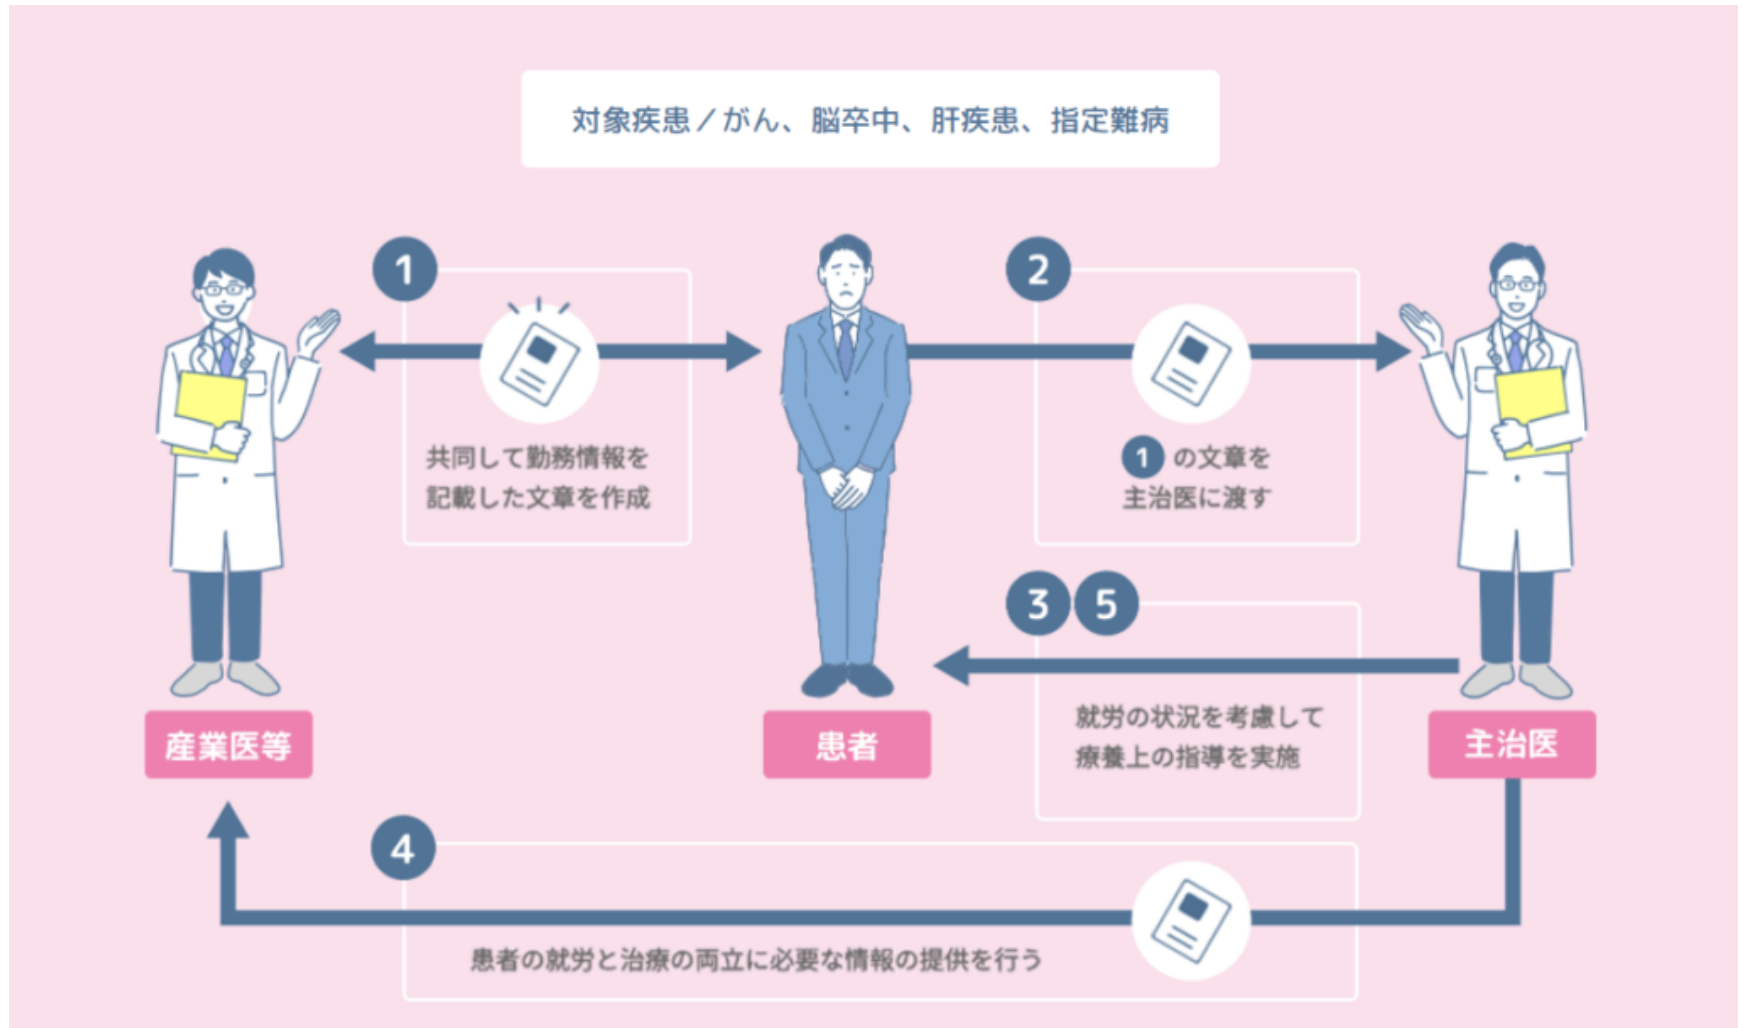 対象疾患／がん、脳卒中、肝疾患、指定難病
1
共同して勤務情報を
記載した文章を作成
2
1 の文章を
主治医に渡す
3 5
就労の状況を考慮して
療養上の指導を実施
産業医等
患者
主治医
4
患者の就労と治療の両立に必要な情報の提供を行う